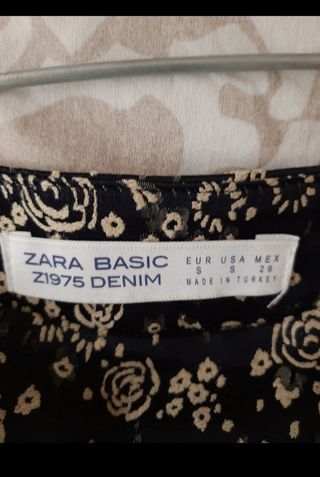 ZARA BASIC
Z1975 DENIM
EUR USA MEX
S S 26
MADE IN TURKEY